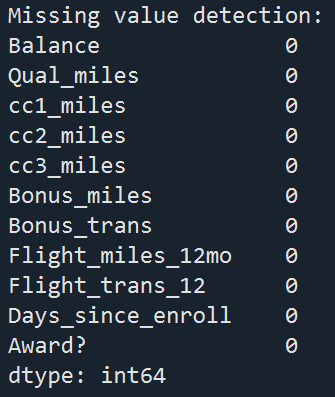 Missing value detection:
Balance 0
Qual_miles 0
cc1_miles 0
cc2_miles 0
cc3_miles 0
Bonus_miles 0
Bonus_trans 0
Flight_miles_12mo 0
Flight_trans_12 0
Days_since_enroll 0
Award? 0
dtype: int64